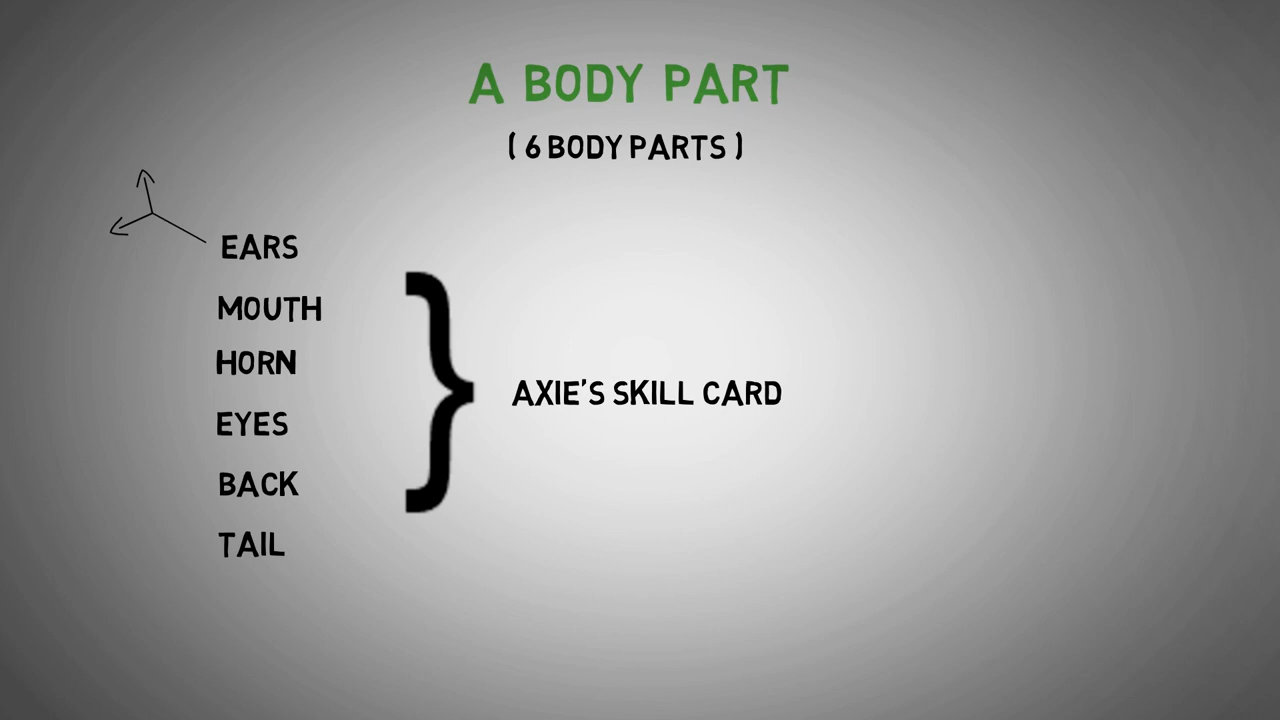 A BODY PART
( 6 BODY PARTS )
EARS
MOUTH
HORN
EYES
BACK
TAIL
AXIE'S SKILL CARD